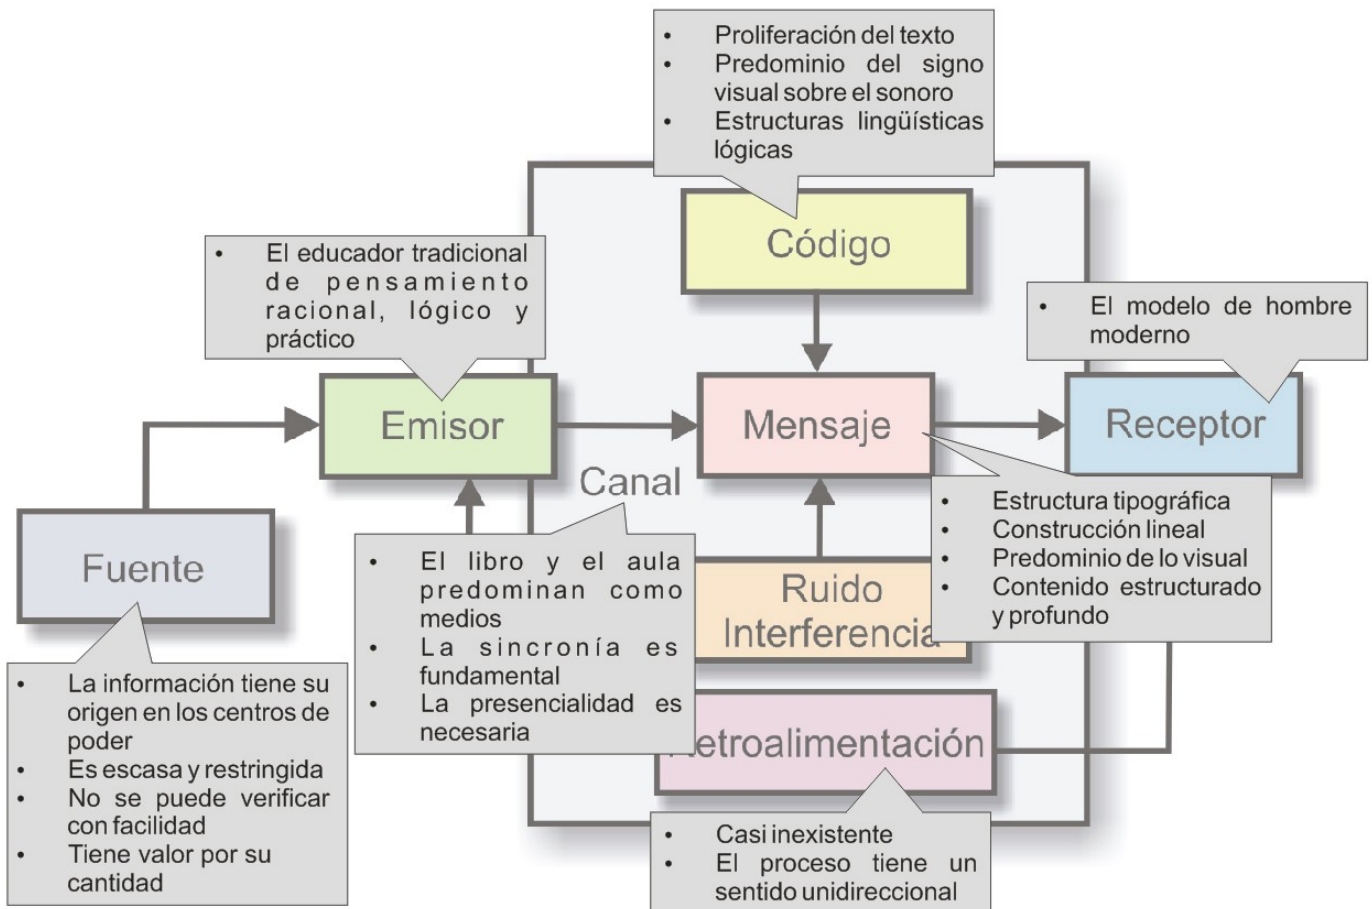 • Proliferación del texto
• Predominio del signo
visual sobre el sonoro
• Estructuras lingüísticas
lógicas
Código
• El educador tradicional
de pensamiento
racional, lógico y
práctico
• El modelo de hombre
moderno
Emisor
Mensaje
Receptor
Canal
Fuente
• El libro y el aula
predominan como
medios
• La sincronía es
fundamental
• La presencialidad es
necesaria
• Estructura tipográfica
• Construcción lineal
• Predominio de lo visual
• Contenido estructurado
y profundo
Ruido
Interferencia
• La información tiene su
origen en los centros de
poder
• Es escasa y restringida
• No se puede verificar
con facilidad
• Tiene valor por su
cantidad
Retroalimentación
• Casi inexistente
• El proceso tiene un
sentido unidireccional